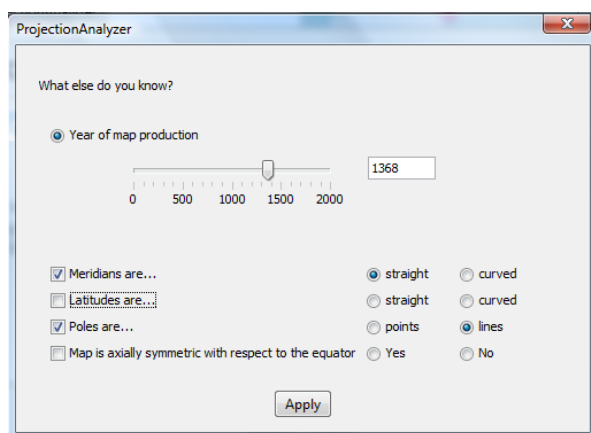 ProjectionAnalyzer
What else do you know?
Year of map production
1368
0 500 1000 1500 2000
Meridians are... straight curved
Latitudes are... straight curved
Poles are... points lines
Map is axially symmetric with respect to the equator Yes No
Apply